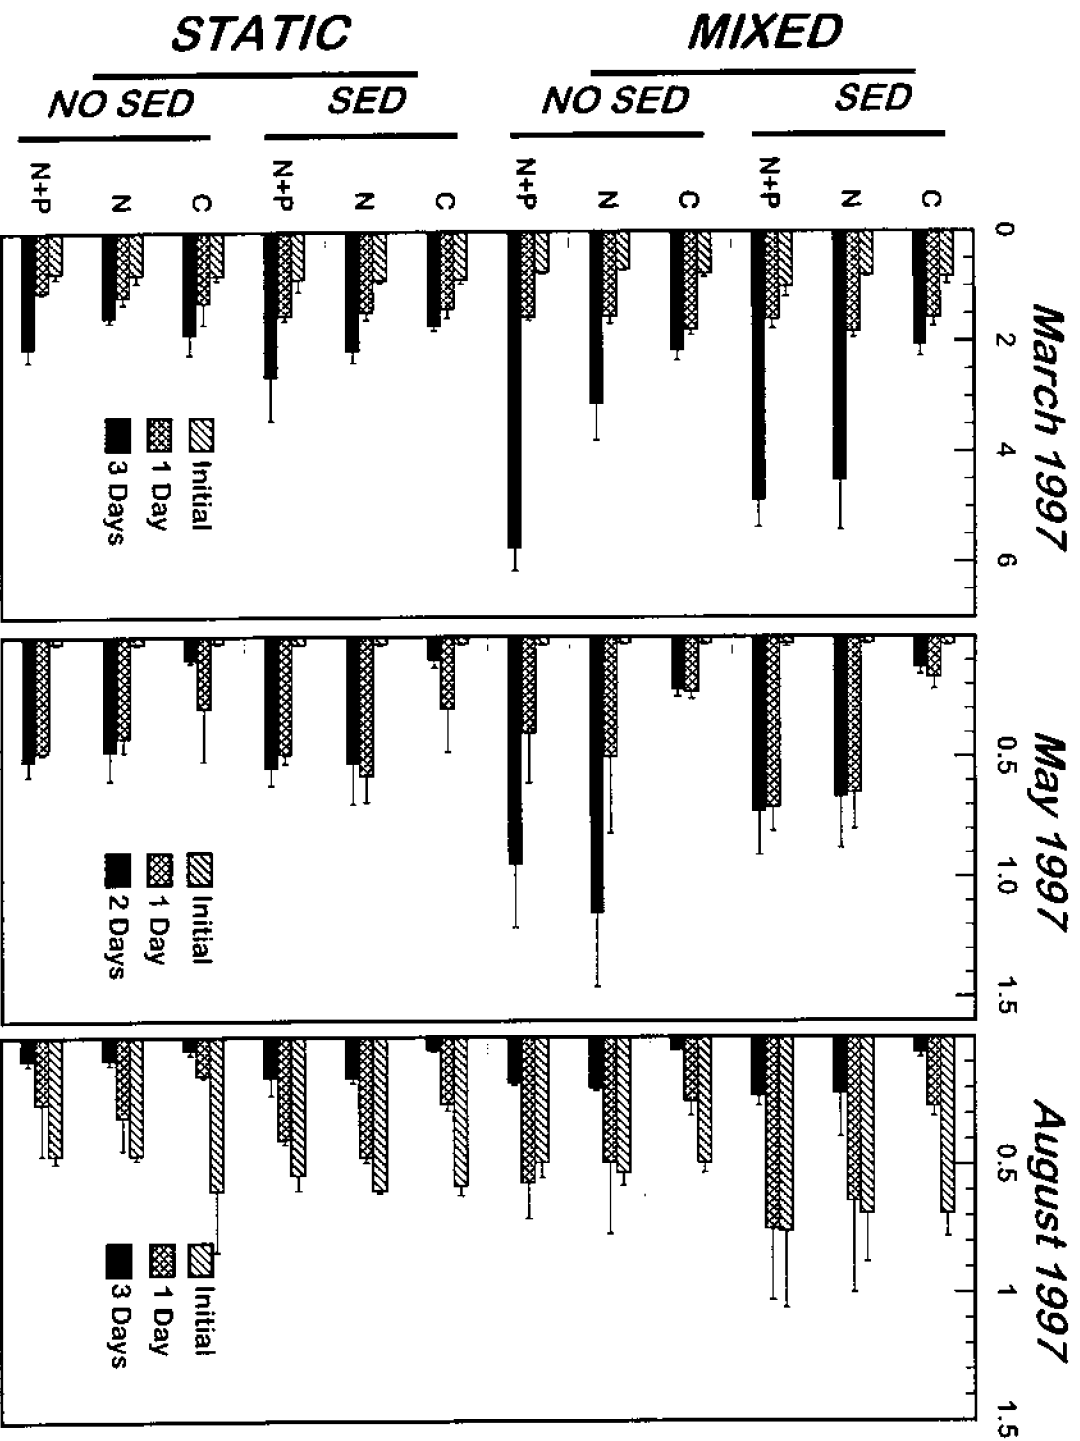 March 1997
0
2
4
6
Initial
1 Day
3 Days
May 1997
0.5
1.0
1.5
Initial
1 Day
2 Days
August 1997
0.5
1
1.5
Initial
1 Day
3 Days
C
N
N+P
C
N
N+P
C
N
N+P
C
N
N+P
SED
NO SED
SED
NO SED
MIXED
STATIC